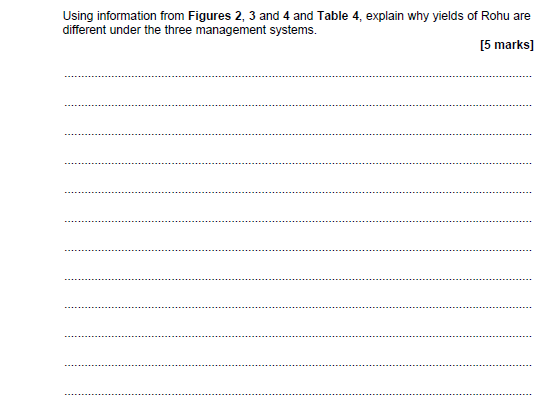 Using information from Figures 2, 3 and 4 and Table 4, explain why yields of Rohu are
different under the three management systems.
[5 marks]